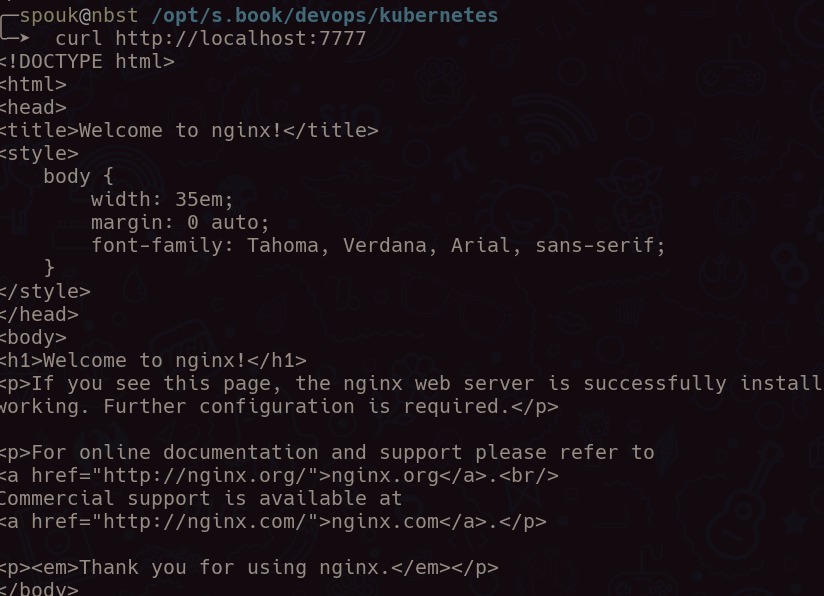 spouk@nbst /opt/s.book/devops/kubernetes
curl http://localhost:7777
<!DOCTYPE html>
<html>
<head>
<title>Welcome to nginx!</title>
<style>
    body {
        width: 35em;
        margin: 0 auto;
        font-family: Tahoma, Verdana, Arial, sans-serif;
    }
</style>
</head>
<body>
<h1>Welcome to nginx!</h1>
<p>If you see this page, the nginx web server is successfully install
working. Further configuration is required.</p>

<p>For online documentation and support please refer to
<a href="http://nginx.org/">nginx.org</a>.<br/>
Commercial support is available at
<a href="http://nginx.com/">nginx.com</a>.</p>

<p><em>Thank you for using nginx.</em></p>
</body>